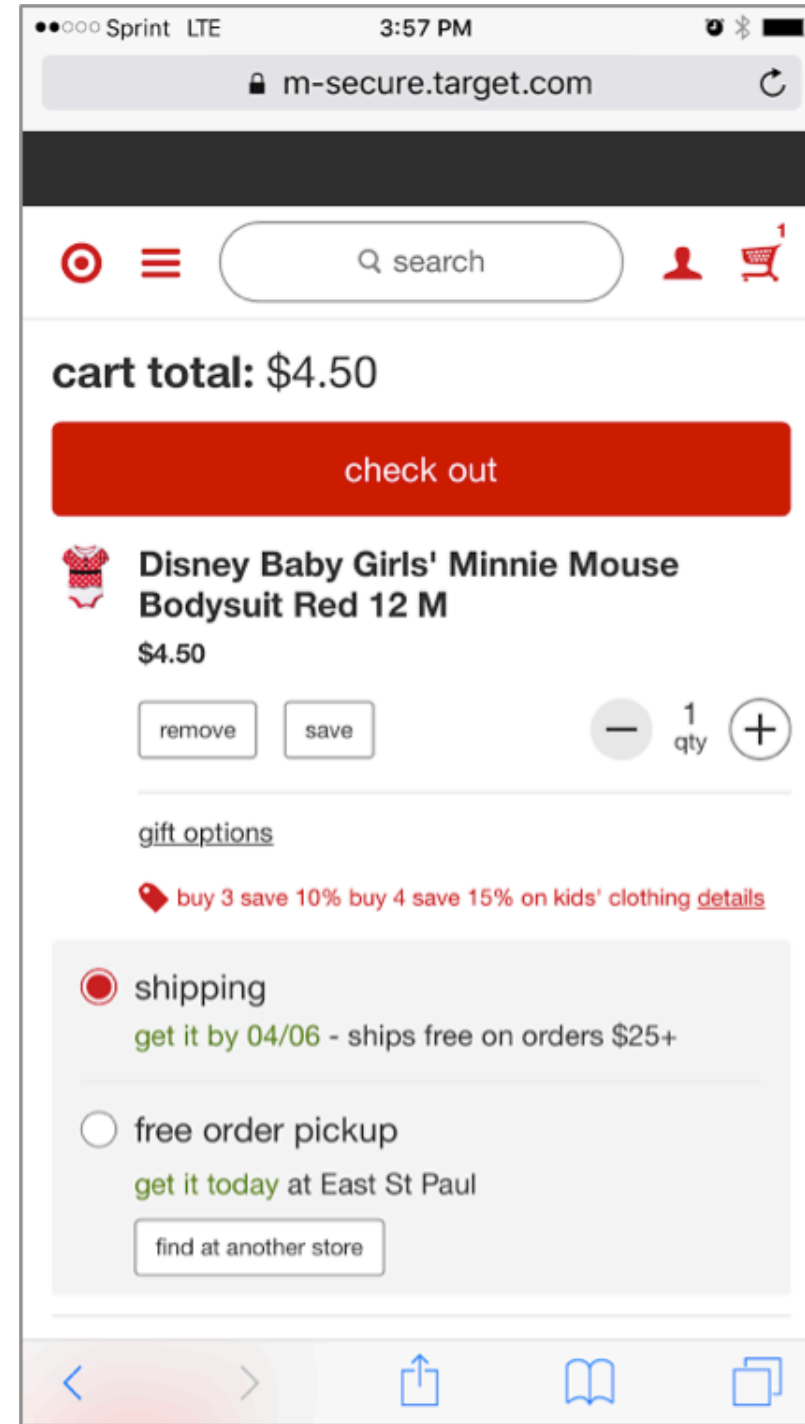 Sprint LTE 3:57 PM
m-secure.target.com
search 1
cart total: $4.50
check out
Disney Baby Girls' Minnie Mouse
Bodysuit Red 12 M
$4.50
remove save 1
qty
gift options
buy 3 save 10% buy 4 save 15% on kids' clothing details
shipping
get it by 04/06 - ships free on orders $25+
free order pickup
get it today at East St Paul
find at another store